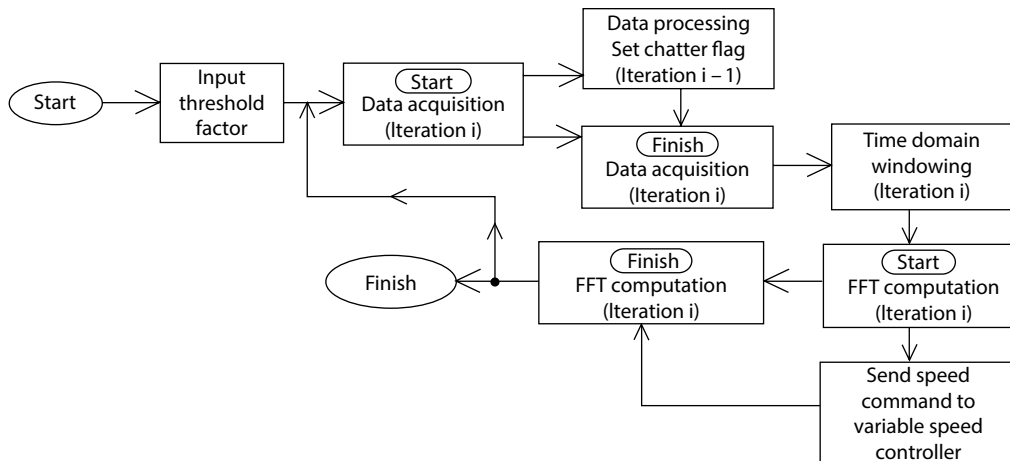 Start
Input
threshold
factor
Start
Data acquisition
(Iteration i)
Data processing
Set chatter flag
(Iteration i – 1)
Finish
Data acquisition
(Iteration i)
Time domain
windowing
(Iteration i)
Start
FFT computation
(Iteration i)
Finish
FFT computation
(Iteration i)
Finish
Send speed
command to
variable speed
controller